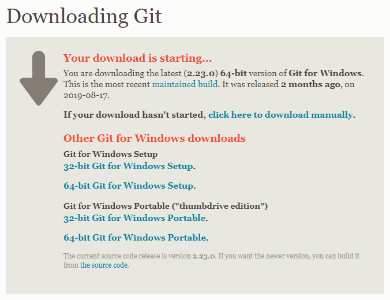 Downloading Git
Your download is starting...
You are downloading the latest (2.23.0) 64-bit version of Git for Windows.
This is the most recent maintained build. It was released 2 months ago, on
2019-08-17.
If your download hasn't started, click here to download manually.
Other Git for Windows downloads
Git for Windows Setup
32-bit Git for Windows Setup.
64-bit Git for Windows Setup.
Git for Windows Portable ("thumbdrive edition")
32-bit Git for Windows Portable.
64-bit Git for Windows Portable.
The current source code release is version 2.23.0. If you want the newer version, you can build it
from the source code.